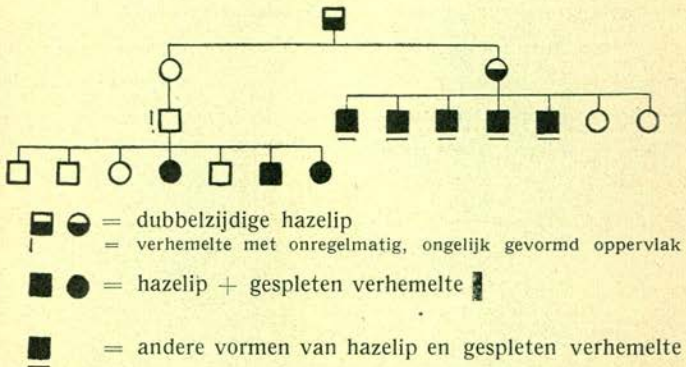 = dubbelzijdige hazelip
= verhemelte met onregelmatig, ongelijk gevormd oppervlak
= hazelip + gespleten verhemelte
= andere vormen van hazelip en gespleten verhemelte